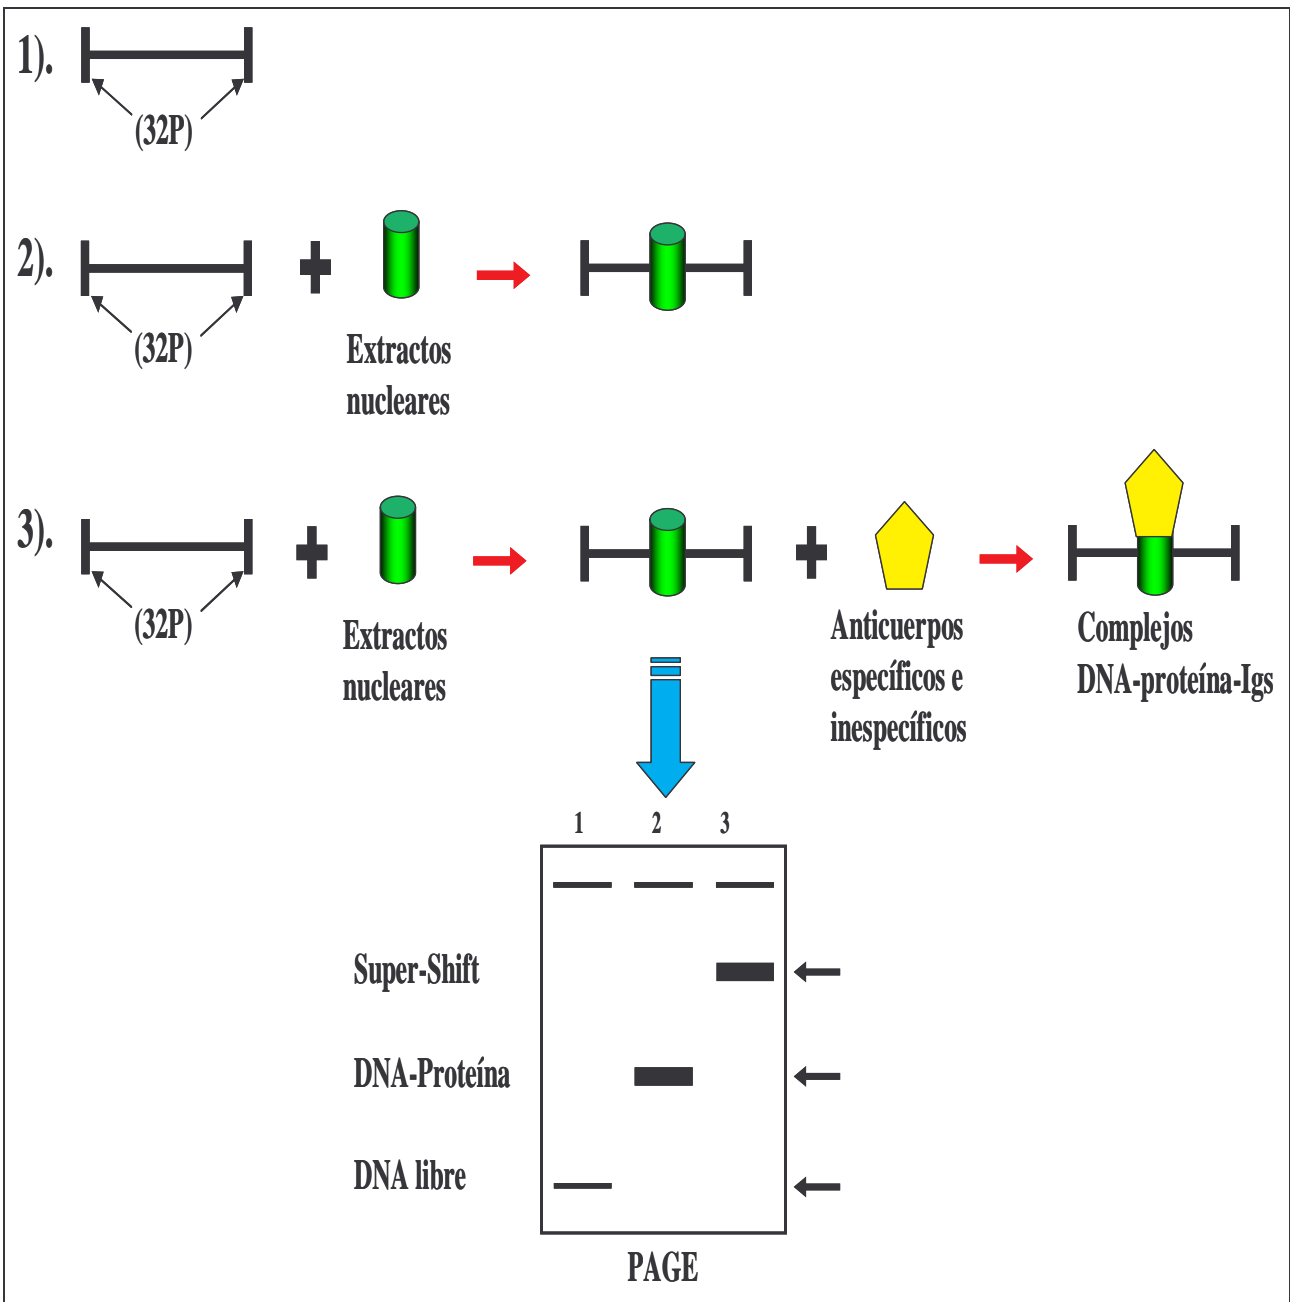 1).
(32P)
2).
(32P)
Extractos
nucleares
3).
(32P)
Extractos
nucleares
Anticuerpos
específicos e
inespecíficos
Complejos
DNA-proteína-Igs
1 2 3
Super-Shift
DNA-Proteína
DNA libre
PAGE